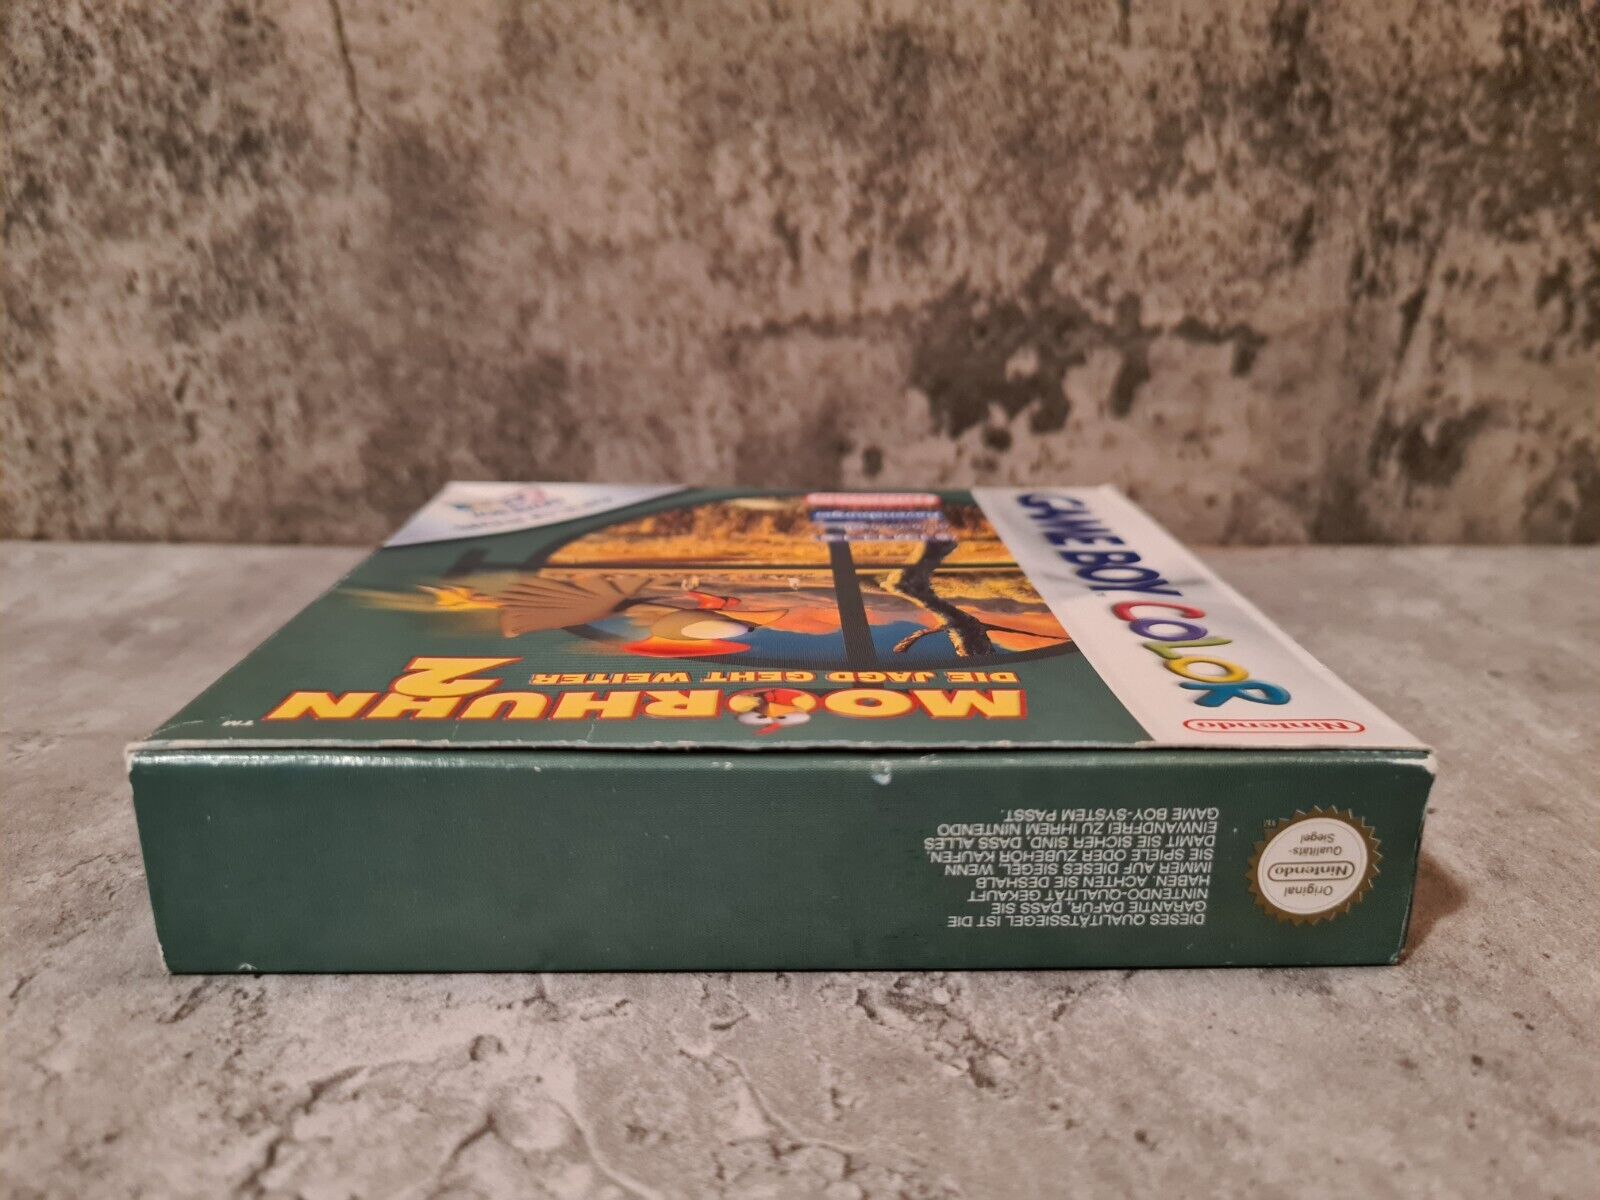 GAME BOY COLOR
Nintendo
MOORHUHN
2
™
DIE JAGD GEHT WEITER
Original
Nintendo
Qualitäts-
Siegel
DIESES QUALITÄTSSIEGEL IST DIE
GARANTIE DAFÜR, DASS SIE
NINTENDO-QUALITÄT GEKAUFT
HABEN. ACHTEN SIE DESHALB
IMMER AUF DIESES SIEGEL, WENN
SIE SPIELE ODER ZUBEHÖR KAUFEN,
DAMIT SIE SICHER SIND, DASS ALLES
EINWANDFREI ZU IHREM NINTENDO
GAME BOY-SYSTEM PASST.